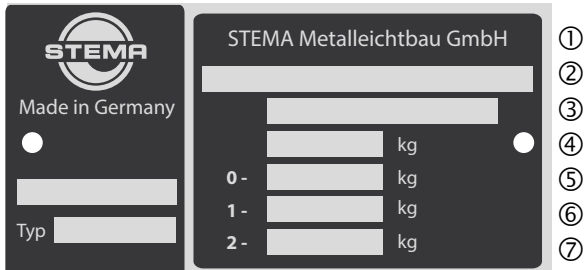 STEMA
Made in Germany
Typ
STEMA Metalleichtbau GmbH
kg
0 - kg
1 - kg
2 - kg
①
②
③
④
⑤
⑥
⑦